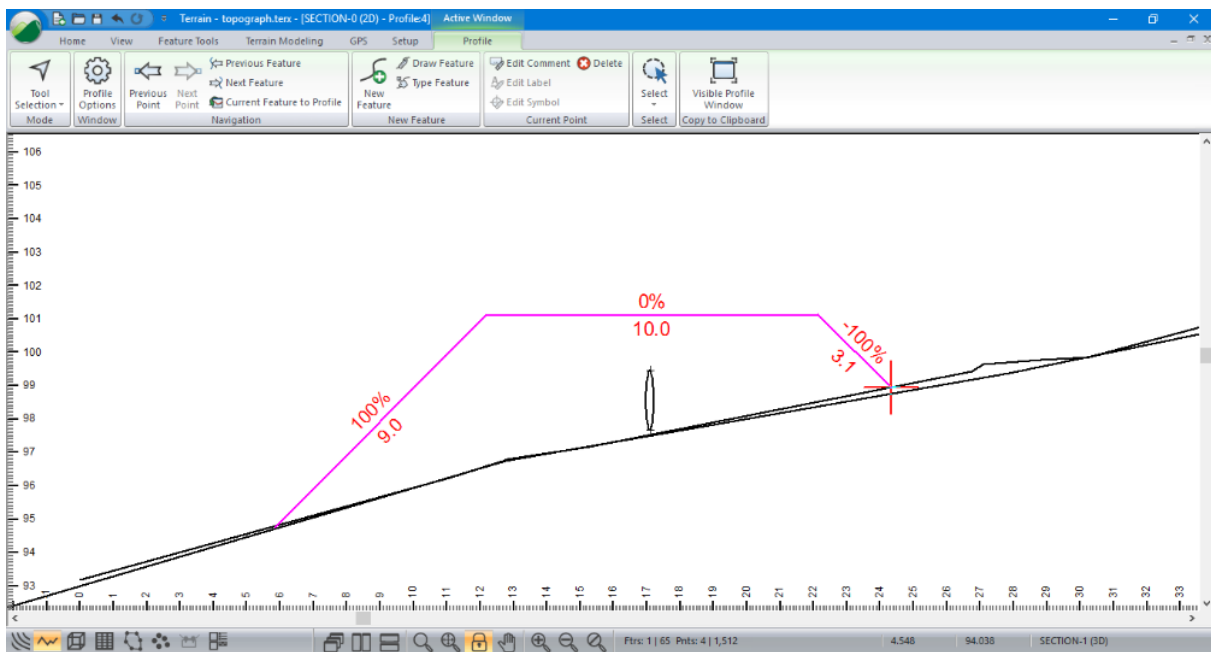 Terrain - topograph.terx - [SECTION-0 (2D) - Profile:4] Active Window
Home View Feature Tools Terrain Modeling GPS Setup Profile
Tool Selection
Mode
Profile Options
Window
Previous Point
Next Point
Previous Feature
Next Feature
Current Feature to Profile
Navigation
New Feature
Draw Feature
Type Feature
New Feature
Edit Comment Delete
Edit Label
Edit Symbol
Current Point
Select
Select
Visible Profile Window
Copy to Clipboard
106
105
104
103
102
101
100
99
98
97
96
95
94
93
0%
10.0
-100%
3.1
100%
9.0
1 0 1 2 3 4 5 6 7 8 9 10 11 12 13 14 15 16 17 18 19 20 21 22 23 24 25 26 27 28 29 30 31 32 33
Ftrs: 1 | 65 Pnts: 4 | 1,512 4.548 94.038 SECTION-1 (3D)